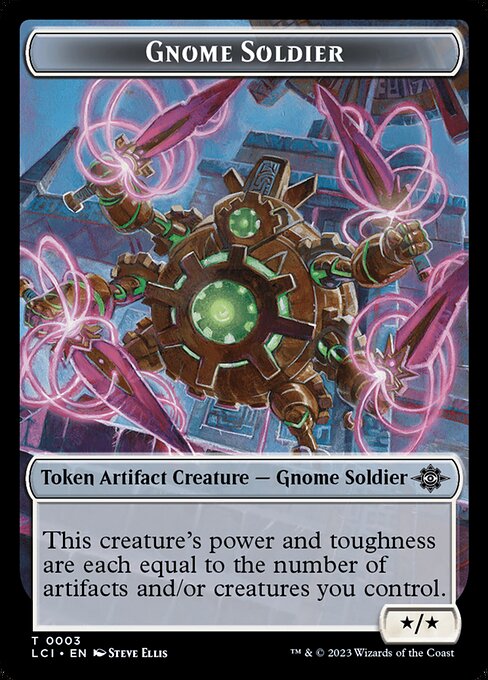 Gnome Soldier
Token Artifact Creature — Gnome Soldier
This creature's power and toughness
are each equal to the number of
artifacts and/or creatures you control.
★/★
T 0003
LCI • EN Steve Ellis
™ & © 2023 Wizards of the Coast